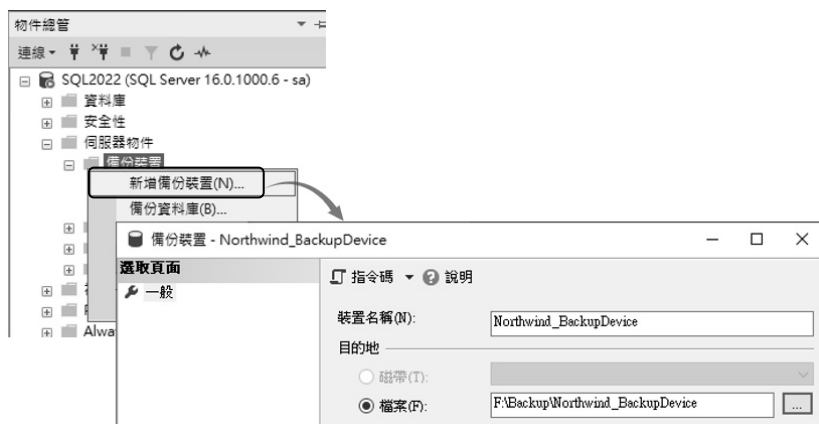 物件總管
連線
SQL2022 (SQL Server 16.0.1000.6 - sa)
資料庫
安全性
伺服器物件
備份裝置
新增備份裝置(N)...
備份資料庫(B)...
備份裝置 - Northwind_BackupDevice
選取頁面
一般
指令碼
說明
裝置名稱(N):
Northwind_BackupDevice
目的地
磁帶(T):
檔案(F):
F:\Backup\Northwind_BackupDevice
...
Alwa